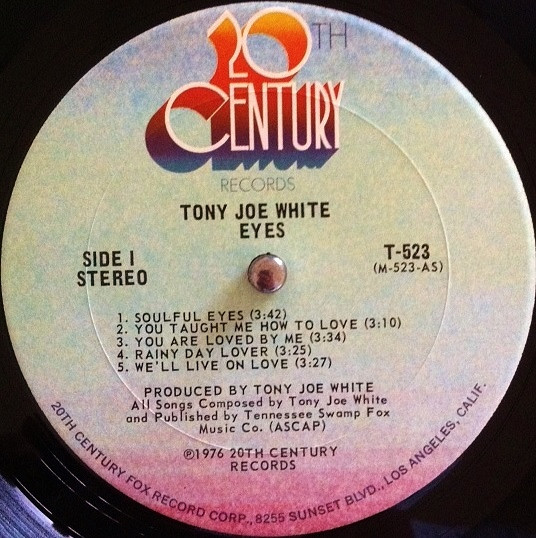 20TH
CENTURY
RECORDS
TONY JOE WHITE
EYES
SIDE I
STEREO
T-523
(M-523-AS)
1. SOULFUL EYES (3:42)
2. YOU TAUGHT ME HOW TO LOVE (3:10)
3. YOU ARE LOVED BY ME (3:34)
4. RAINY DAY LOVER (3:25)
5. WE'LL LIVE ON LOVE (3:27)
PRODUCED BY TONY JOE WHITE
All Songs Composed by Tony Joe White
and Published by Tennessee Swamp Fox
Music Co. (ASCAP)
℗1976 20TH CENTURY
RECORDS
20TH CENTURY FOX RECORD CORP., 8255 SUNSET BLVD., LOS ANGELES, CALIF.